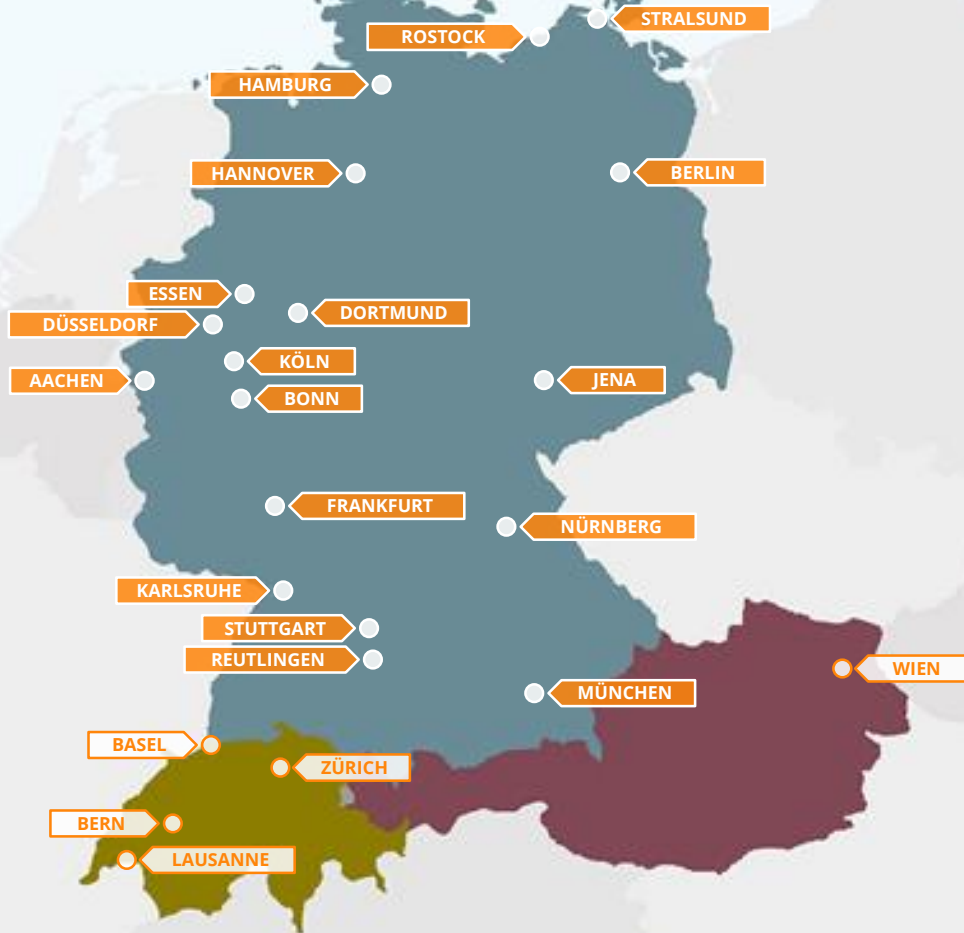 STRALSUND
ROSTOCK
HAMBURG
HANNOVER
BERLIN
ESSEN
DORTMUND
DÜSSELDORF
KÖLN
AACHEN
JENA
BONN
FRANKFURT
NÜRNBERG
KARLSRUHE
STUTTGART
REUTLINGEN
WIEN
MÜNCHEN
BASEL
ZÜRICH
BERN
LAUSANNE